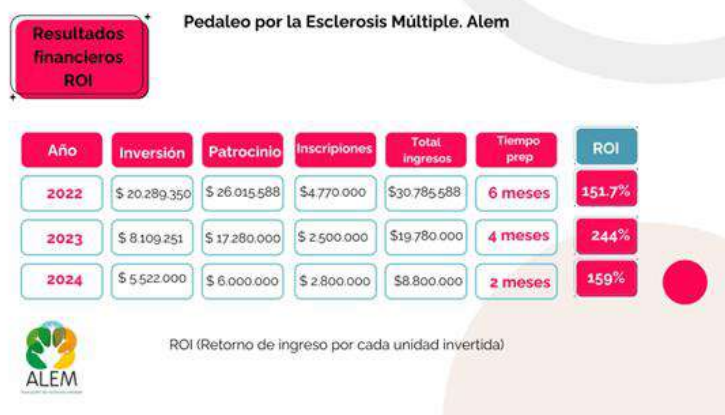 Pedaleo por la Esclerosis Múltiple. Alem
Resultados
financieros
ROI
Año Inversión Patrocinio Inscripiones Total ingresos Tiempo prep ROI
2022 $ 20.289.350 $ 26.015.588 $4.770.000 $30.785.588 6 meses 151.7%
2023 $ 8.109.251 $ 17.280.000 $ 2.500.000 $19.780.000 4 meses 244%
2024 $ 5.522.000 $ 6.000.000 $ 2.800.000 $8.800.000 2 meses 159%
ROI (Retorno de ingreso por cada unidad invertida)
ALEM